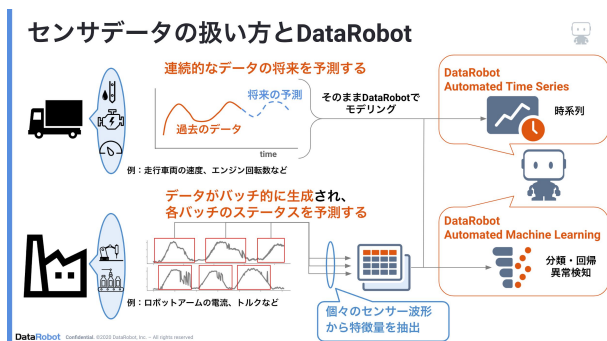 センサデータの扱い方とDataRobot
連続的なデータの将来を予測する
将来の予測
過去のデータ
time
例：走行車両の速度、エンジン回転数など
そのままDataRobotで
モデリング
DataRobot
Automated Time Series
時系列
データがバッチ的に生成され、
各バッチのステータスを予測する
例：ロボットアームの電流、トルクなど
個々のセンサー波形
から特徴量を抽出
DataRobot
Automated Machine Learning
分類・回帰
異常検知
DataRobot Confidential. ©2020 DataRobot, Inc. – All rights reserved